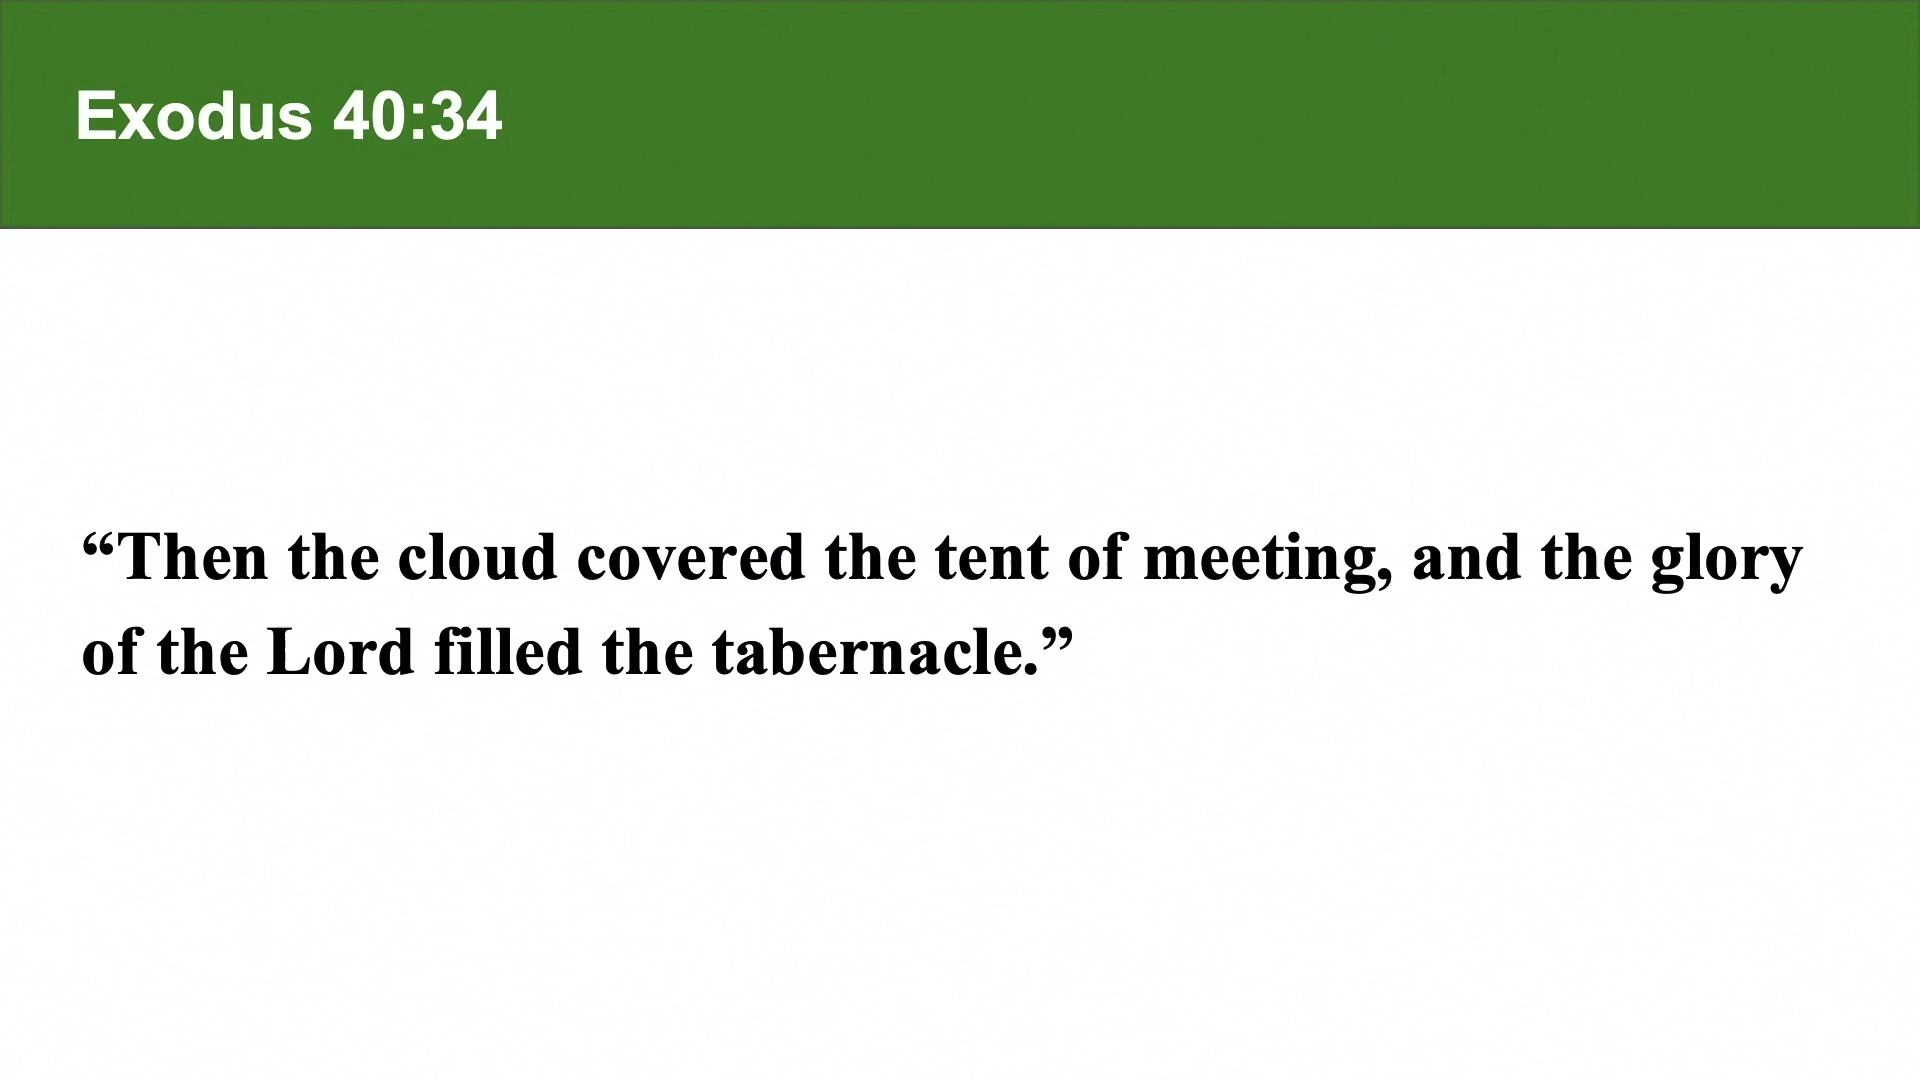 Exodus 40:34
“Then the cloud covered the tent of meeting, and the glory
of the Lord filled the tabernacle.”